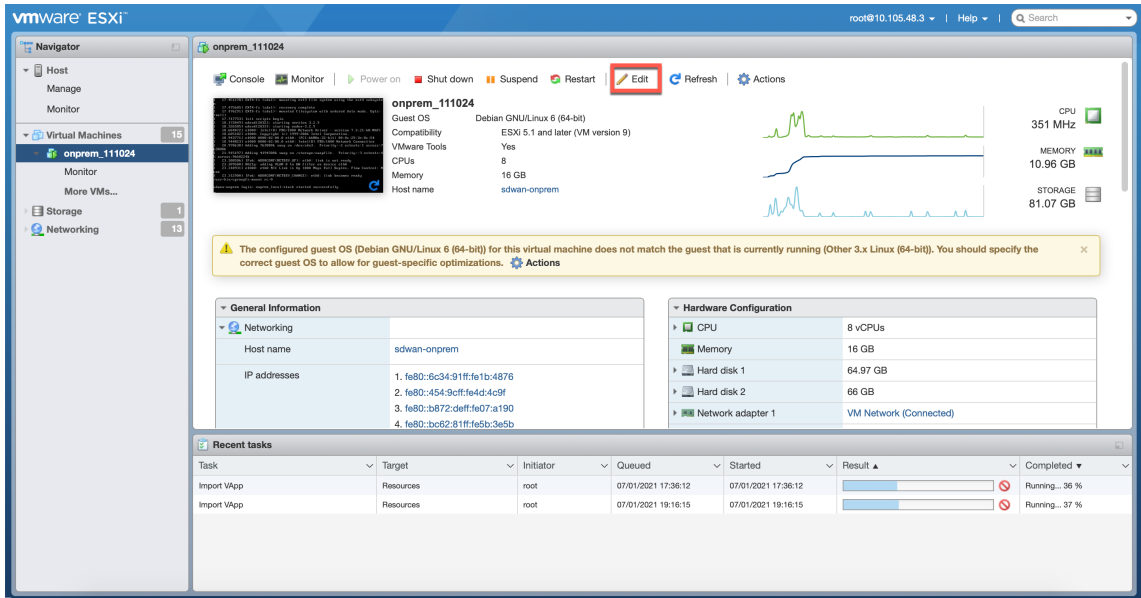 vmware ESXi™
root@10.105.48.3
Help
Search
Navigator
Host
Manage
Monitor
Virtual Machines
15
onprem_111024
Monitor
More VMs...
Storage
1
Networking
13
onprem_111024
Console
Monitor
Power on
Shut down
Suspend
Restart
Edit
Refresh
Actions
onprem_111024
Guest OS Debian GNU/Linux 6 (64-bit)
Compatibility ESXi 5.1 and later (VM version 9)
VMware Tools Yes
CPUs 8
Memory 16 GB
Host name sdwan-onprem
CPU
351 MHz
MEMORY
10.96 GB
STORAGE
81.07 GB
The configured guest OS (Debian GNU/Linux 6 (64-bit)) for this virtual machine does not match the guest that is currently running (Other 3.x Linux (64-bit)). You should specify the
correct guest OS to allow for guest-specific optimizations. Actions
General Information
Networking
Host name sdwan-onprem
IP addresses 1. fe80::6c34:91ff:fe1b:4876
2. fe80::454:9cff:fe4d:4c9f
3. fe80::b872:deff:fe07:a190
4. fe80::bc62:81ff:fe5b:3e5b
Hardware Configuration
CPU 8 vCPUs
Memory 16 GB
Hard disk 1 64.97 GB
Hard disk 2 66 GB
Network adapter 1 VM Network (Connected)
Recent tasks
Task Target Initiator Queued Started Result ▲ Completed ▼
Import VApp Resources root 07/01/2021 17:36:12 07/01/2021 17:36:12 Running... 36 %
Import VApp Resources root 07/01/2021 19:16:15 07/01/2021 19:16:15 Running... 37 %